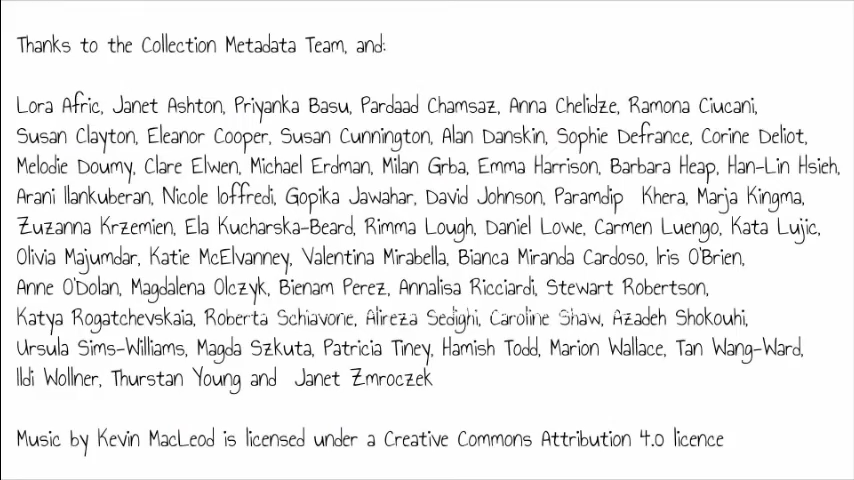 Thanks to the Collection Metadata Team, and:
Lora Afric, Janet Ashton, Priyanka Basu, Pardaad Chamsaz, Anna Chelidze, Ramona Ciucani,
Susan Clayton, Eleanor Cooper, Susan Cunnington, Alan Danskin, Sophie Defrance, Corine Deliot,
Melodie Doumy, Clare Elwen, Michael Erdman, Milan Grba, Emma Harrison, Barbara Heap, Han-Lin Hsieh,
Arani Ilankuberan, Nicole Ioffredi, Gopika Jawahar, David Johnson, Paramdip Khera, Marja Kingma,
Zuzanna Krzemien, Ela Kucharska-Beard, Rimma Lough, Daniel Lowe, Carmen Luengo, Kata Lujic,
Olivia Majumdar, Katie McElvanney, Valentina Mirabella, Bianca Miranda Cardoso, Iris O'Brien,
Anne O'Dolan, Magdalena Olczyk, Bienam Perez, Annalisa Ricciardi, Stewart Robertson,
Katya Rogatchevskaia, Roberta Schiavone, Alireza Sedighi, Caroline Shaw, Azadeh Shokouhi,
Ursula Sims-Williams, Magda Szkuta, Patricia Tiney, Hamish Todd, Marion Wallace, Tan Wang-Ward,
Ildi Wollner, Thurstan Young and Janet Zmroczek
Music by Kevin MacLeod is licensed under a Creative Commons Attribution 4.0 licence